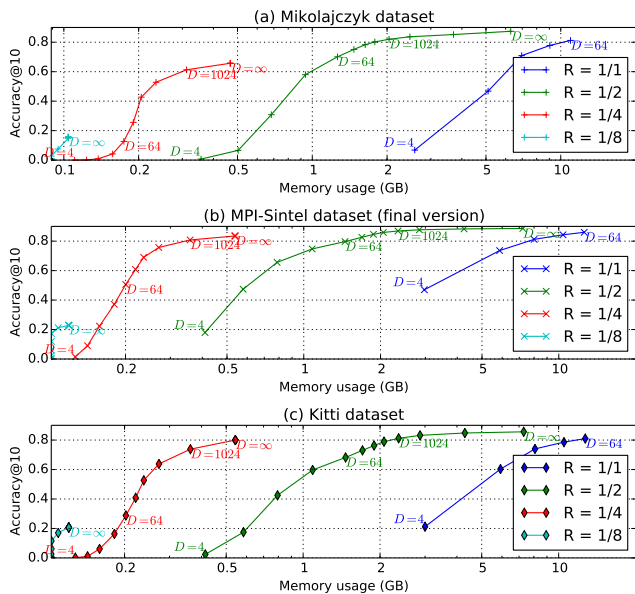 (a) Mikolajczyk dataset
Accuracy@10
0.8
0.6
0.4
0.2
0.0
D=4
D=∞
D=64
D=1024
D=∞
D=4
D=64
D=1024
D=∞
D=4
D=64
R = 1/1
R = 1/2
R = 1/4
R = 1/8
0.1 0.2 0.5 1 2 5 10
Memory usage (GB)
(b) MPI-Sintel dataset (final version)
Accuracy@10
0.8
0.6
0.4
0.2
0.0
D=∞
D=4
D=64
D=1024
D=∞
D=4
D=64
D=1024
D=∞
D=4
D=64
R = 1/1
R = 1/2
R = 1/4
R = 1/8
0.2 0.5 1 2 5 10
Memory usage (GB)
(c) Kitti dataset
Accuracy@10
0.8
0.6
0.4
0.2
0.0
D=∞
D=4
D=64
D=1024
D=∞
D=4
D=64
D=1024
D=∞
D=4
D=64
R = 1/1
R = 1/2
R = 1/4
R = 1/8
0.2 0.5 1 2 5 10
Memory usage (GB)